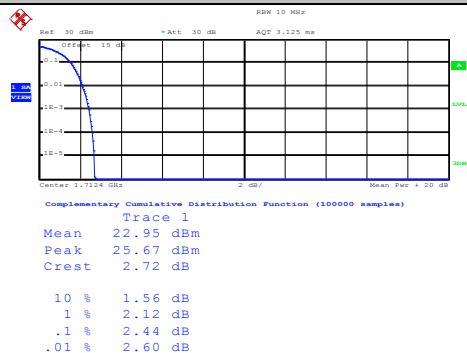 RBW 10 MHz
Ref 30 dBm *Att 30 dB AQT 3.125 ms
Offset 15 dB
0.1
0.01
1E-3
1E-4
1E-5
A
1 SA
VIEW
LVL
3DB
Center 1.7124 GHz 2 dB/ Mean Pwr + 20 dB
Complementary Cumulative Distribution Function (100000 samples)
Trace 1
Mean 22.95 dBm
Peak 25.67 dBm
Crest 2.72 dB
10 % 1.56 dB
1 % 2.12 dB
.1 % 2.44 dB
.01 % 2.60 dB